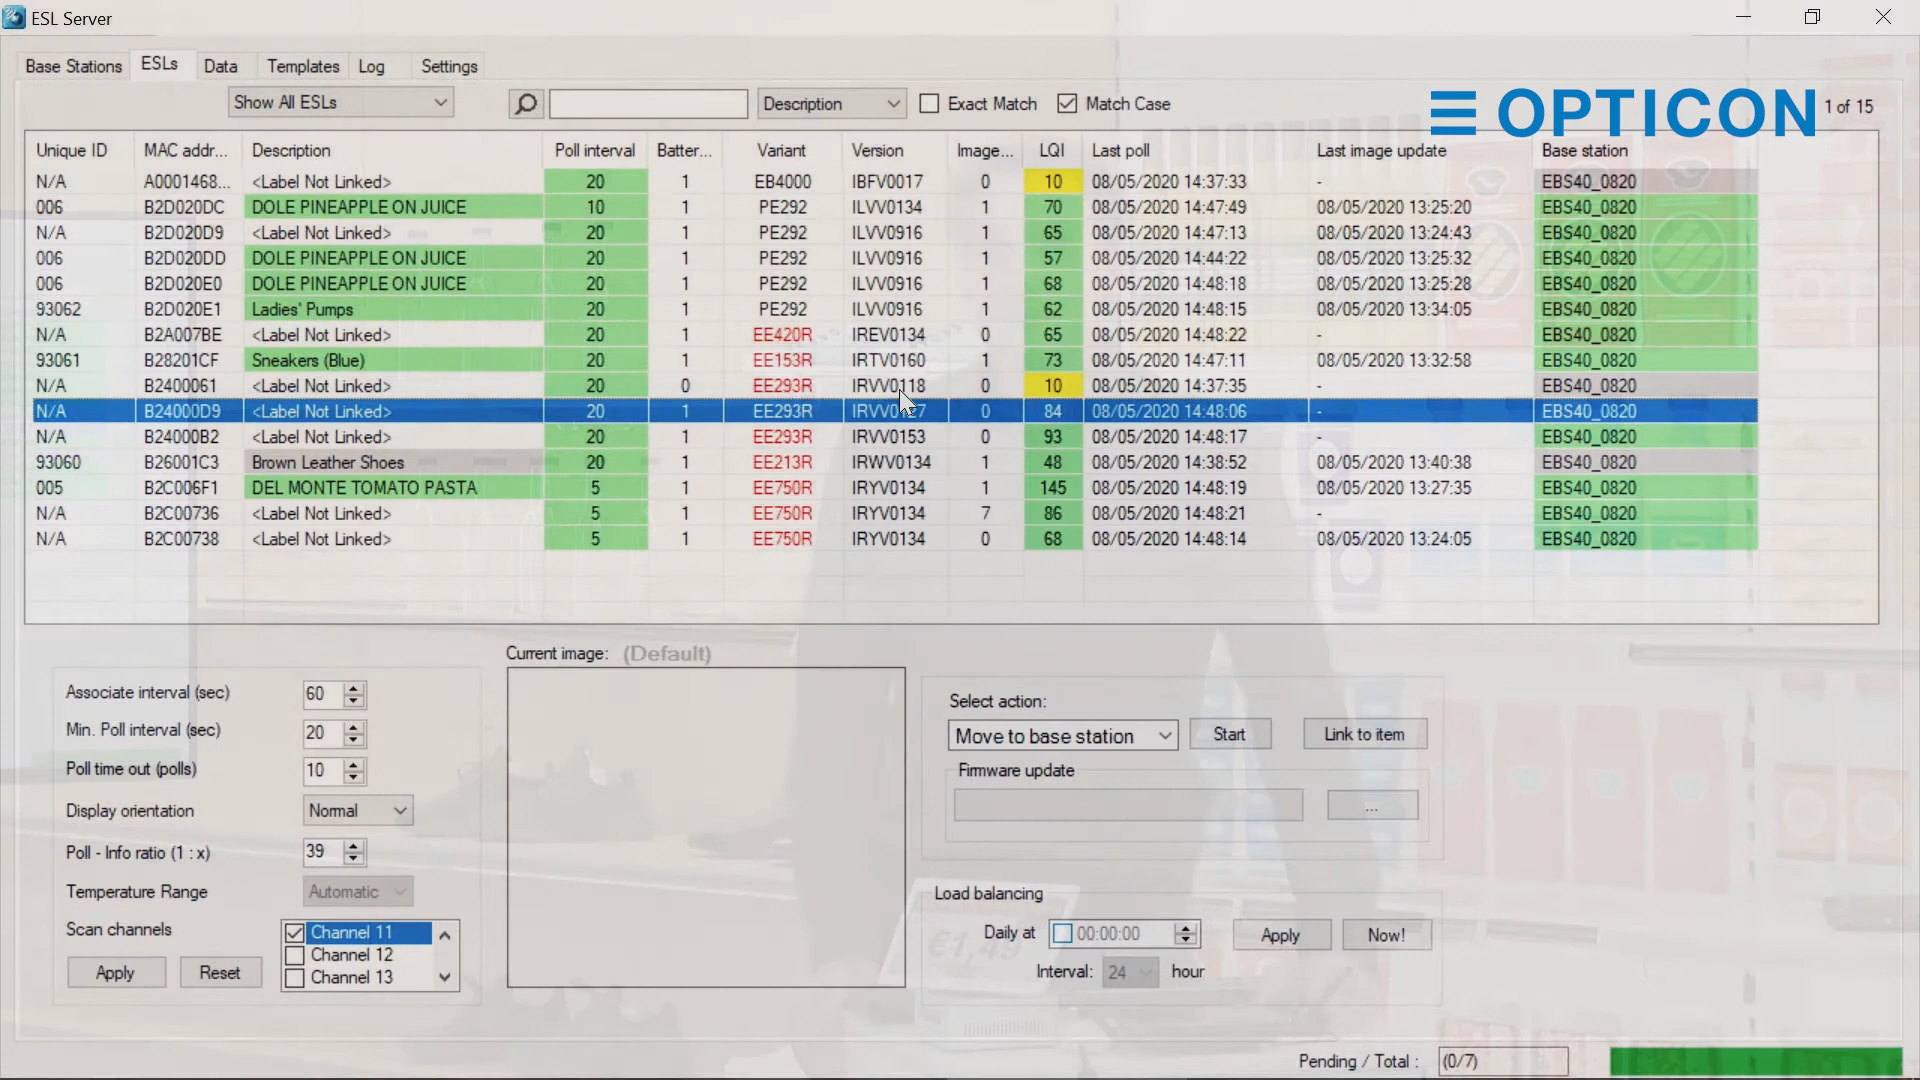 ESL Server
Base Stations ESLs Data Templates Log Settings
Show All ESLs Description Exact Match Match Case
OPTICON 1 of 15
Unique ID MAC addr... Description Poll interval Batter... Variant Version Image... LQI Last poll Last image update Base station
N/A A0001468... <Label Not Linked> 20 1 EB4000 IBFV0017 0 10 08/05/2020 14:37:33 - EBS40_0820
006 B2D020DC DOLE PINEAPPLE ON JUICE 10 1 PE292 ILVV0134 1 70 08/05/2020 14:47:49 08/05/2020 13:25:20 EBS40_0820
N/A B2D020D9 <Label Not Linked> 20 1 PE292 ILVV0916 1 65 08/05/2020 14:47:13 08/05/2020 13:24:43 EBS40_0820
006 B2D020DD DOLE PINEAPPLE ON JUICE 20 1 PE292 ILVV0916 1 57 08/05/2020 14:44:22 08/05/2020 13:25:32 EBS40_0820
006 B2D020E0 DOLE PINEAPPLE ON JUICE 20 1 PE292 ILVV0916 1 68 08/05/2020 14:48:18 08/05/2020 13:25:28 EBS40_0820
93062 B2D020E1 Ladies' Pumps 20 1 PE292 ILVV0916 1 62 08/05/2020 14:48:15 08/05/2020 13:34:05 EBS40_0820
N/A B2A007BE <Label Not Linked> 20 1 EE420R IREV0134 0 65 08/05/2020 14:48:22 - EBS40_0820
93061 B28201CF Sneakers (Blue) 20 1 EE153R IRTV0160 1 73 08/05/2020 14:47:11 08/05/2020 13:32:58 EBS40_0820
N/A B2400061 <Label Not Linked> 20 0 EE293R IRVV0118 0 10 08/05/2020 14:37:35 - EBS40_0820
N/A B24000D9 <Label Not Linked> 20 1 EE293R 0 84 08/05/2020 14:48:06 - EBS40_0820
N/A B24000B2 <Label Not Linked> 20 1 EE293R IRVV0153 0 93 08/05/2020 14:48:17 - EBS40_0820
93060 B26001C3 Brown Leather Shoes 20 1 EE213R IRWV0134 1 48 08/05/2020 14:38:52 08/05/2020 13:40:38 EBS40_0820
005 B2C006F1 DEL MONTE TOMATO PASTA 5 1 EE750R IRYV0134 1 145 08/05/2020 14:48:19 08/05/2020 13:27:35 EBS40_0820
N/A B2C00736 <Label Not Linked> 5 1 EE750R IRYV0134 7 86 08/05/2020 14:48:21 - EBS40_0820
N/A B2C00738 <Label Not Linked> 5 1 EE750R IRYV0134 0 68 08/05/2020 14:48:14 08/05/2020 13:24:05 EBS40_0820
Current image: (Default)
Associate interval (sec) 60
Min. Poll interval (sec) 20
Poll time out (polls) 10
Display orientation Normal
Poll - Info ratio (1 : x) 39
Temperature Range Automatic
Scan channels
Channel 11
Channel 12
Channel 13
Apply Reset
Select action:
Move to base station Start Link to item
Firmware update
...
Load balancing
Daily at 00:00:00 Apply Now!
Interval: 24 hour
€1,49
Pending / Total : (0/7)